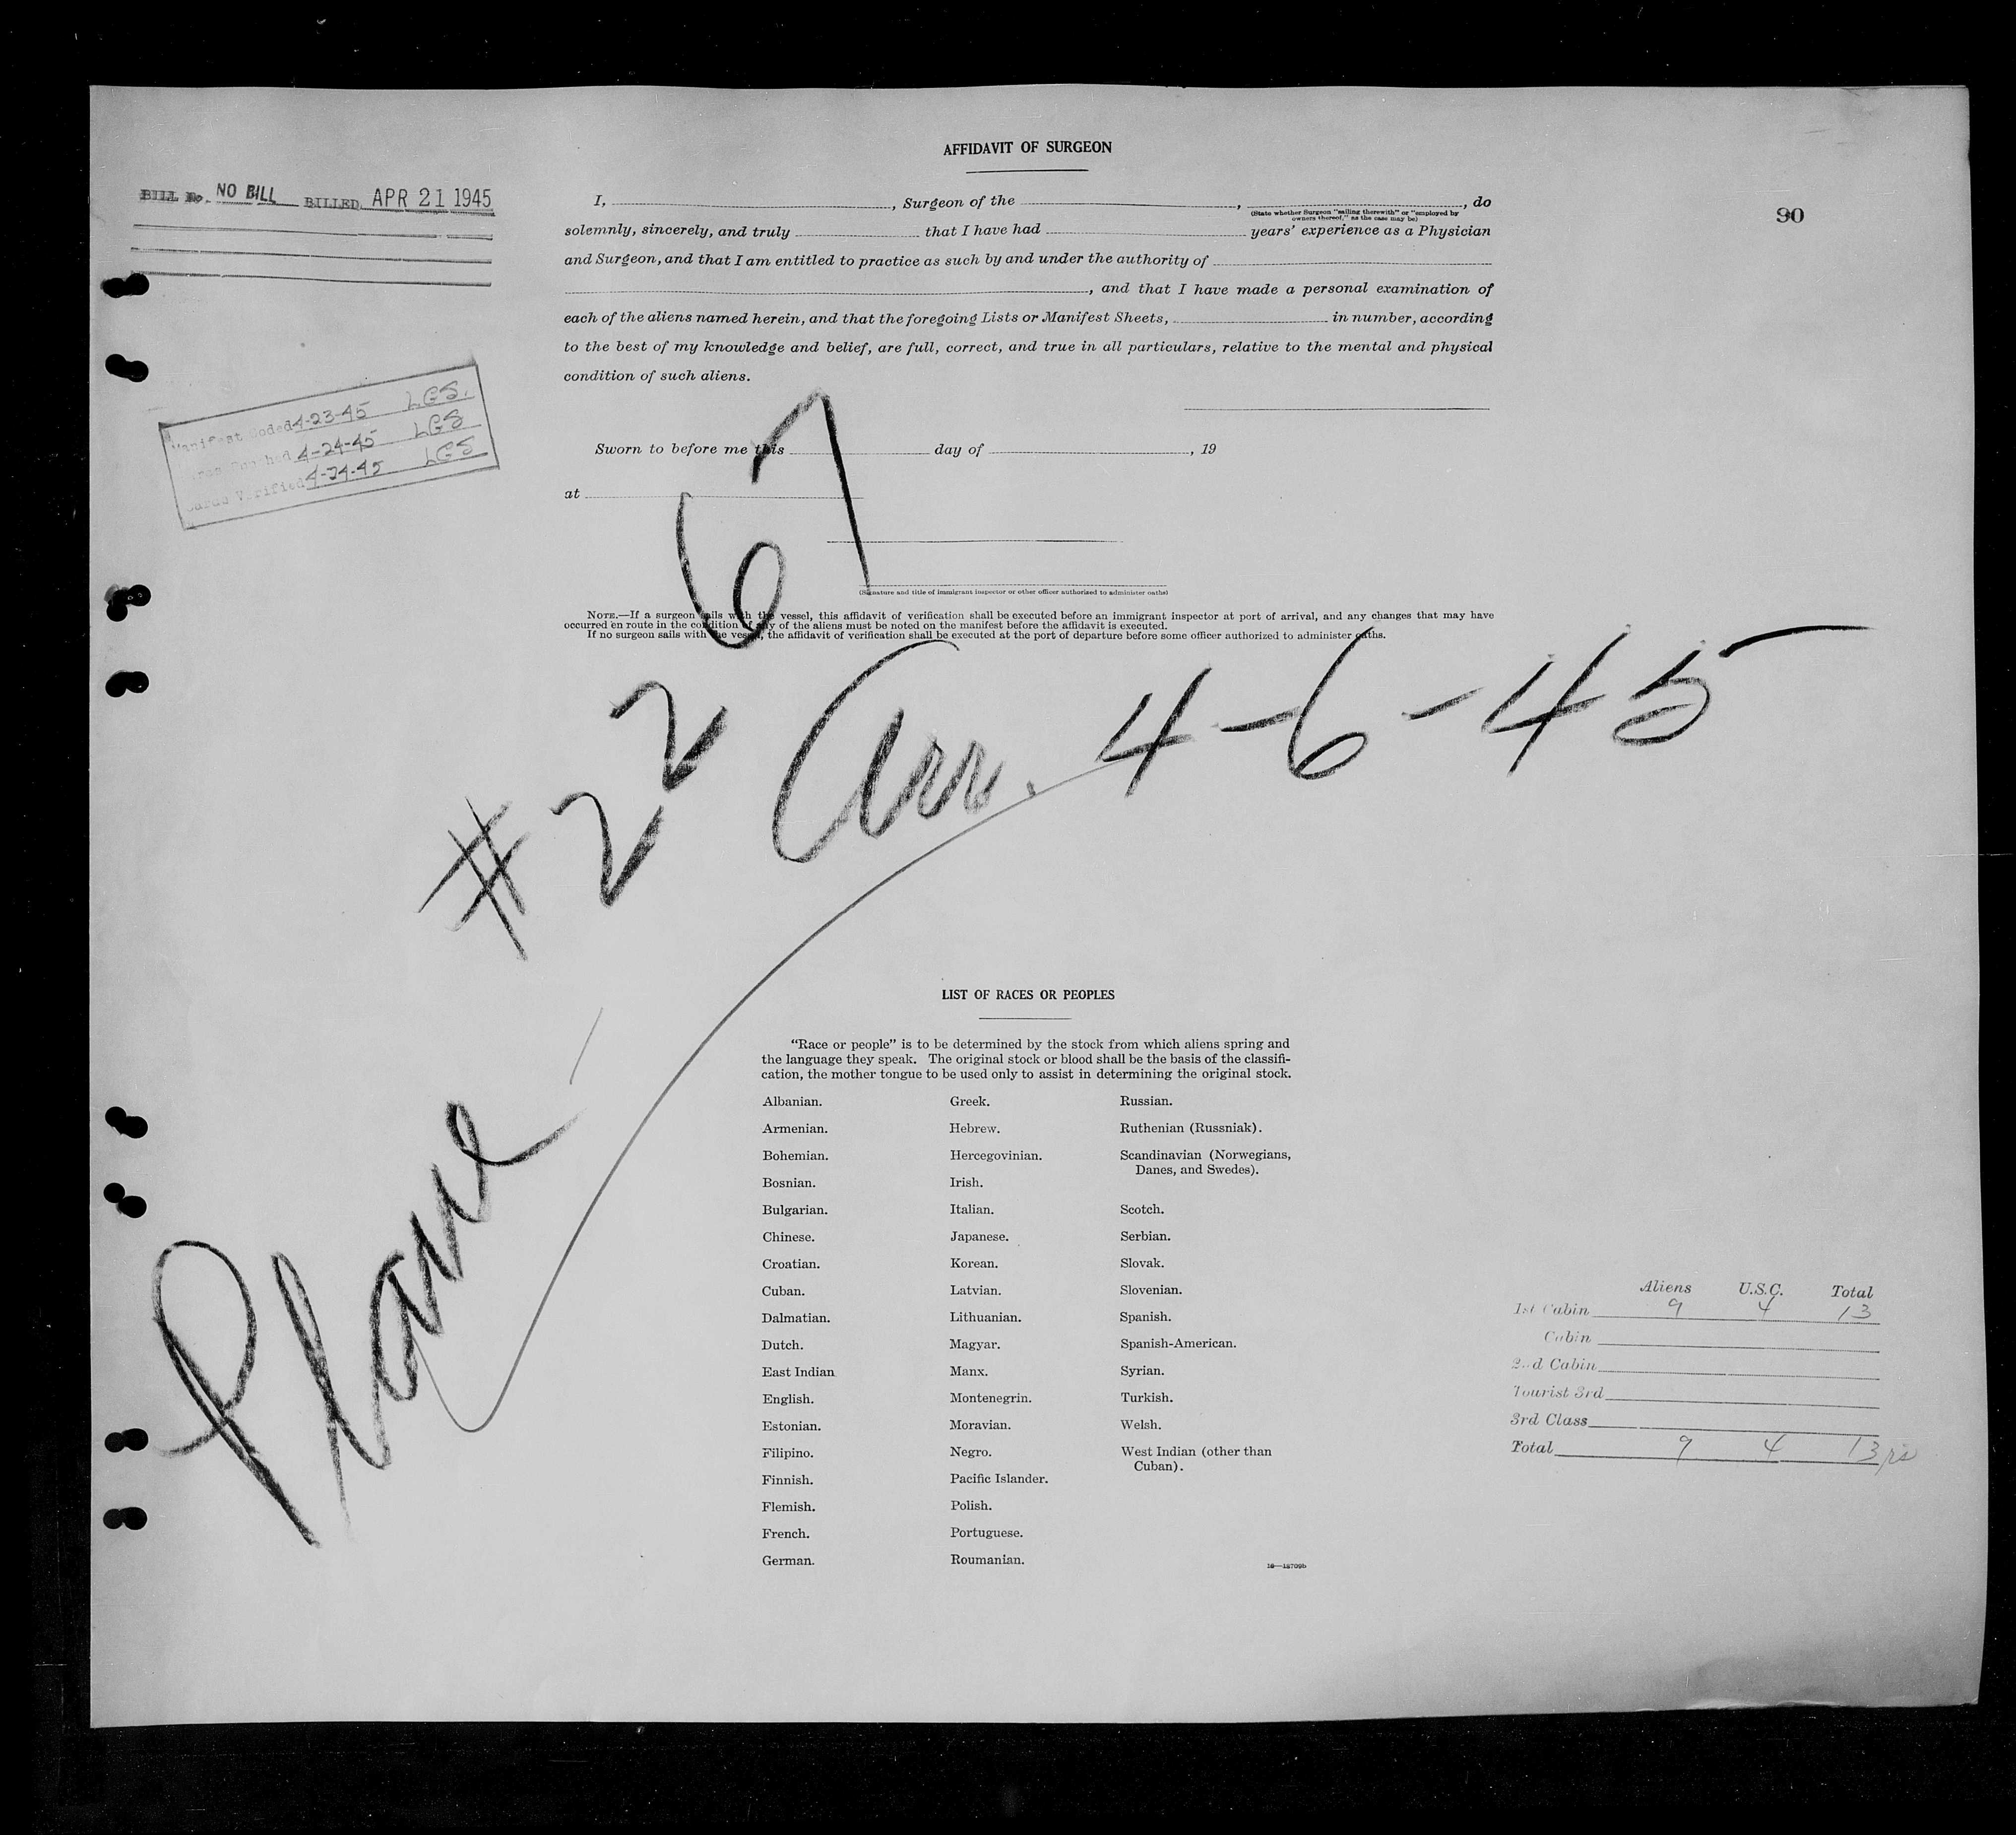 AFFIDAVIT OF SURGEON
BILL No. NO BILL BILLED APR 21 1945
90
I, , Surgeon of the , , do
(State whether Surgeon "sailing therewith" or "employed by
owners thereof," as the case may be)
solemnly, sincerely, and truly that I have had years' experience as a Physician
and Surgeon, and that I am entitled to practice as such by and under the authority of
, and that I have made a personal examination of
each of the aliens named herein, and that the foregoing Lists or Manifest Sheets, in number, according
to the best of my knowledge and belief, are full, correct, and true in all particulars, relative to the mental and physical
condition of such aliens.
Manifest Coded 4-23-45 LGS.
4-24-45 LGS
Cards Verified 4-24-45 LGS
Sworn to before me this day of , 19
at
(Signature and title of immigrant inspector or other officer authorized to administer oaths)
NOTE.—If a surgeon sails with the vessel, this affidavit of verification shall be executed before an immigrant inspector at port of arrival, and any changes that may have
occurred en route in the condition of any of the aliens must be noted on the manifest before the affidavit is executed.
If no surgeon sails with the vessel, the affidavit of verification shall be executed at the port of departure before some officer authorized to administer oaths.
Plane #2267
Arr. 4-6-45
LIST OF RACES OR PEOPLES
"Race or people" is to be determined by the stock from which aliens spring and
the language they speak. The original stock or blood shall be the basis of the classifi-
cation, the mother tongue to be used only to assist in determining the original stock.
Albanian.
Armenian.
Bohemian.
Bosnian.
Bulgarian.
Chinese.
Croatian.
Cuban.
Dalmatian.
Dutch.
East Indian
English.
Estonian.
Filipino.
Finnish.
Flemish.
French.
German.
Greek.
Hebrew.
Hercegovinian.
Irish.
Italian.
Japanese.
Korean.
Latvian.
Lithuanian.
Magyar.
Manx.
Montenegrin.
Moravian.
Negro.
Pacific Islander.
Polish.
Portuguese.
Roumanian.
Russian.
Ruthenian (Russniak).
Scandinavian (Norwegians,
Danes, and Swedes).
Scotch.
Serbian.
Slovak.
Slovenian.
Spanish.
Spanish-American.
Syrian.
Turkish.
Welsh.
West Indian (other than
Cuban).
Aliens U.S.C. Total
1st Cabin 9 4 13
Cabin
2nd Cabin
Tourist 3rd
3rd Class
Total 9 4 13